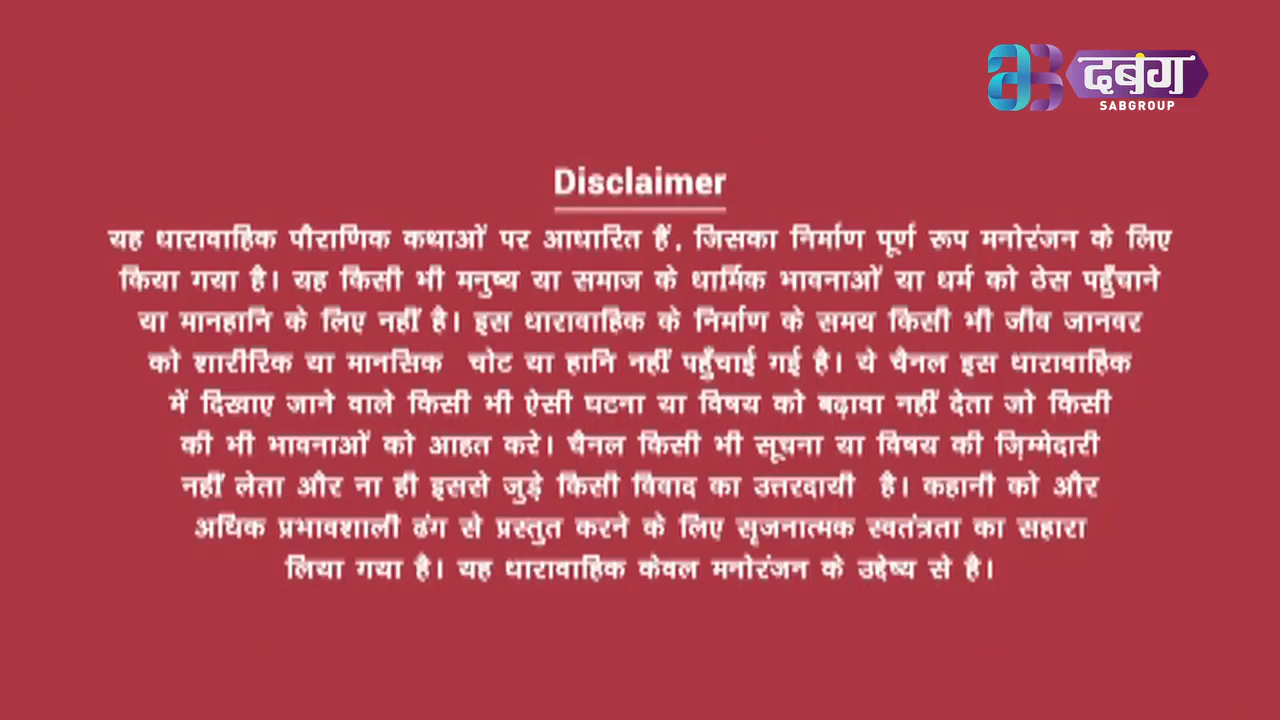 दबंग
SABGROUP
Disclaimer
यह धारावाहिक पौराणिक कथाओं पर आधारित हैं, जिसका निर्माण पूर्ण रूप मनोरंजन के लिए
किया गया है। यह किसी भी मनुष्य या समाज के धार्मिक भावनाओं या धर्म को ठेस पहुँचाने
या मानहानि के लिए नहीं है। इस धारावाहिक के निर्माण के समय किसी भी जीव जानवर
को शारीरिक या मानसिक चोट या हानि नहीं पहुँचाई गई है। ये चैनल इस धारावाहिक
में दिखाए जाने वाले किसी भी ऐसी घटना या विषय को बढ़ावा नहीं देता जो किसी
की भी भावनाओं को आहत करे। चैनल किसी भी सूचना या विषय की ज़िम्मेदारी
नहीं लेता और ना ही इससे जुड़े किसी विवाद का उत्तरदायी है। कहानी को और
अधिक प्रभावशाली ढंग से प्रस्तुत करने के लिए सृजनात्मक स्वतंत्रता का सहारा
लिया गया है। यह धारावाहिक केवल मनोरंजन के उद्देष्य से है।